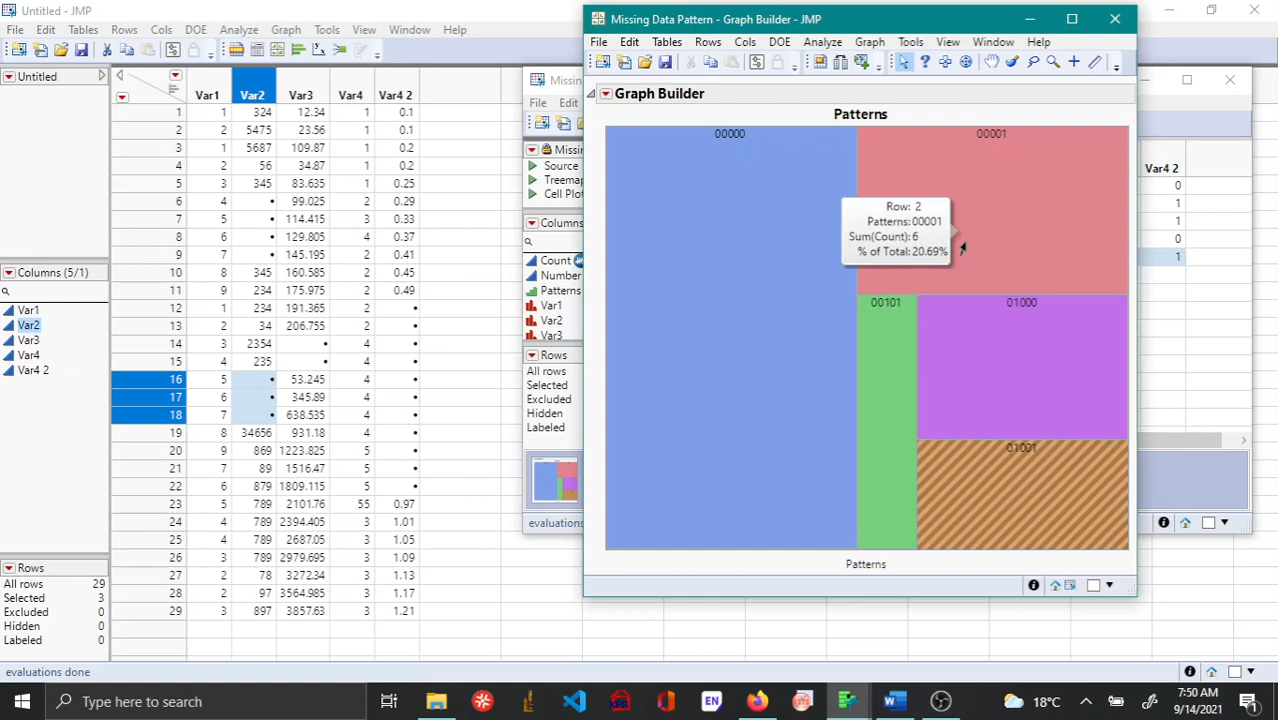 Untitled - JMP
File Edit Tables Rows Cols DOE Analyze Graph Tools View Window Help
Untitled
Columns (5/1)
Var1
Var2
Var3
Var4
Var4 2
Rows
All rows 29
Selected 3
Excluded 0
Hidden 0
Labeled 0
evaluations done
Var1 Var2 Var3 Var4 Var4 2
1 1 324 12.34 1 0.1
2 2 5475 23.56 1 0.1
3 1 5687 109.87 1 0.2
4 2 56 34.87 1 0.2
5 3 345 83.635 1 0.25
6 4 • 99.025 4 0.29
7 5 • 114.415 3 0.33
8 6 • 129.805 4 0.37
9 7 • 145.195 2 0.41
10 8 345 160.585 2 0.45
11 9 234 175.975 2 0.49
12 1 234 191.365 2 •
13 2 34 206.755 2 •
14 3 2354 • 4 •
15 4 235 • 4 •
16 5 • 53.245 4 •
17 6 • 345.89 4 •
18 7 • 638.535 4 •
19 8 34656 931.18 4 •
20 9 869 1223.825 5 •
21 7 89 1516.47 5 •
22 6 879 1809.115 5 •
23 5 789 2101.76 55 0.97
24 4 789 2394.405 3 1.01
25 4 789 2687.05 3 1.05
26 3 789 2979.695 3 1.09
27 2 78 3272.34 3 1.13
28 2 97 3564.985 3 1.17
29 3 897 3857.63 3 1.21
Missing
File Edit
Missin
Source
Treema
Cell Plot
Columns
Count
Number
Patterns
Var1
Var2
Var3
Rows
All rows
Selected
Excluded
Hidden
Labeled
evaluations
Var4 2
0
1
1
0
1
Missing Data Pattern - Graph Builder - JMP
File Edit Tables Rows Cols DOE Analyze Graph Tools View Window Help
Graph Builder
Patterns
00000
00001
Row: 2
Patterns: 00001
Sum(Count): 6
% of Total: 20.69%
00101
01000
01001
Patterns
Type here to search
EN
18°C
7:50 AM
9/14/2021
1